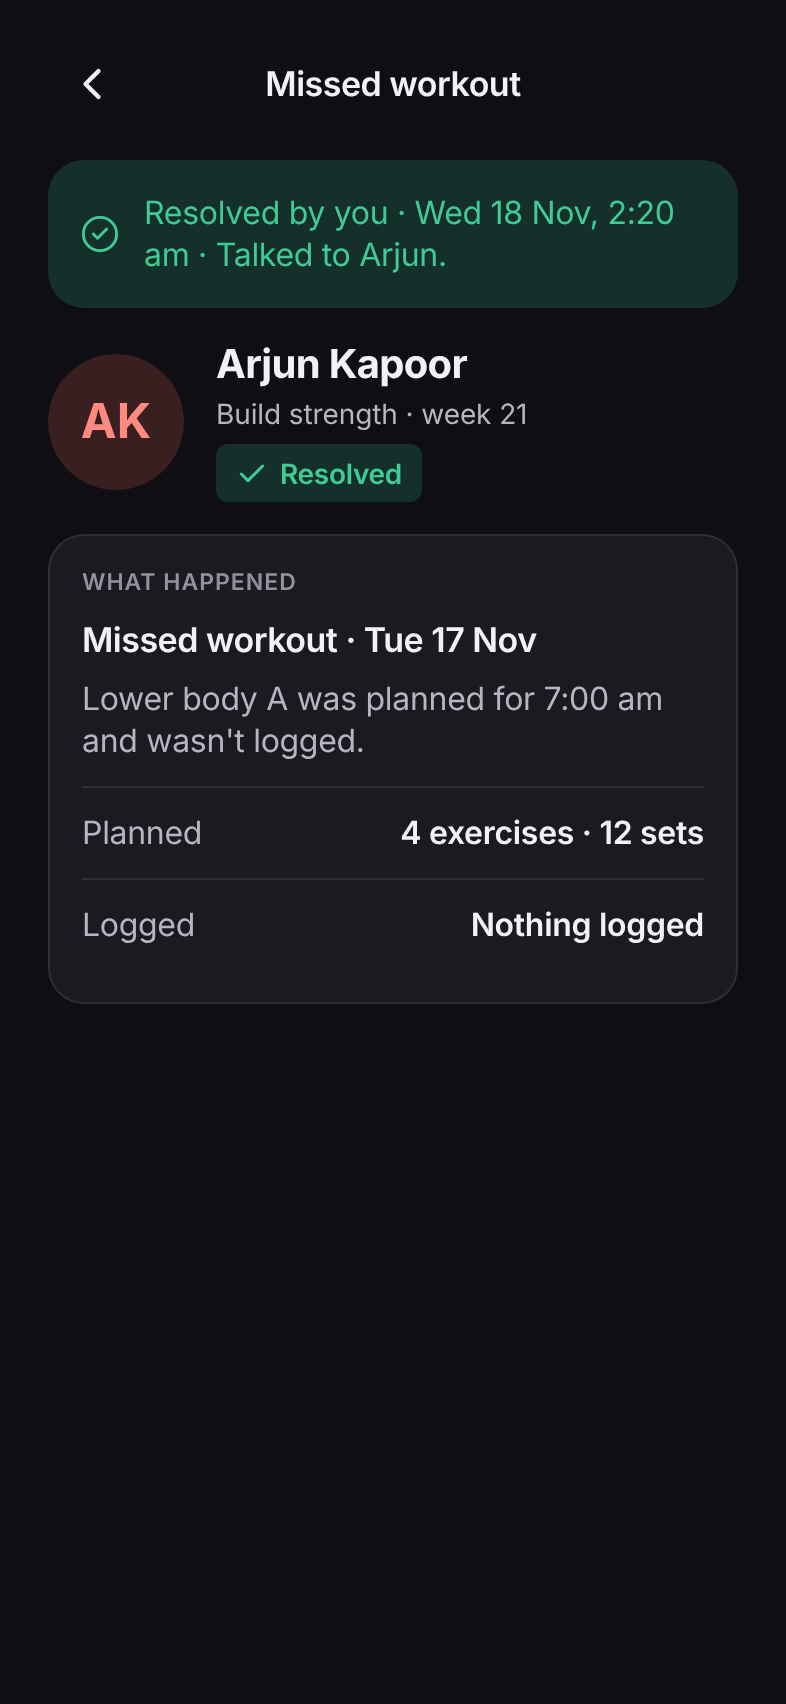 Missed workout
Resolved by you · Wed 18 Nov, 2:20
am · Talked to Arjun.
AK
Arjun Kapoor
Build strength · week 21
Resolved
WHAT HAPPENED
Missed workout · Tue 17 Nov
Lower body A was planned for 7:00 am
and wasn't logged.
Planned 4 exercises · 12 sets
Logged Nothing logged